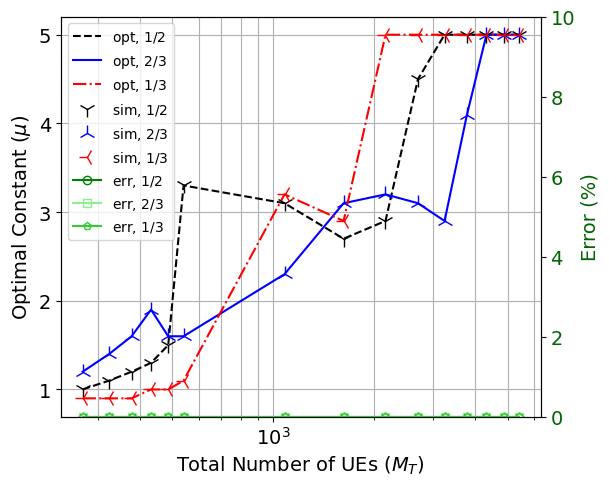 opt, 1/2
opt, 2/3
opt, 1/3
sim, 1/2
sim, 2/3
sim, 1/3
err, 1/2
err, 2/3
err, 1/3
Optimal Constant (μ)
5
4
3
2
1
10
8
6
4
2
0
Error (%)
10³
Total Number of UEs (M_T)